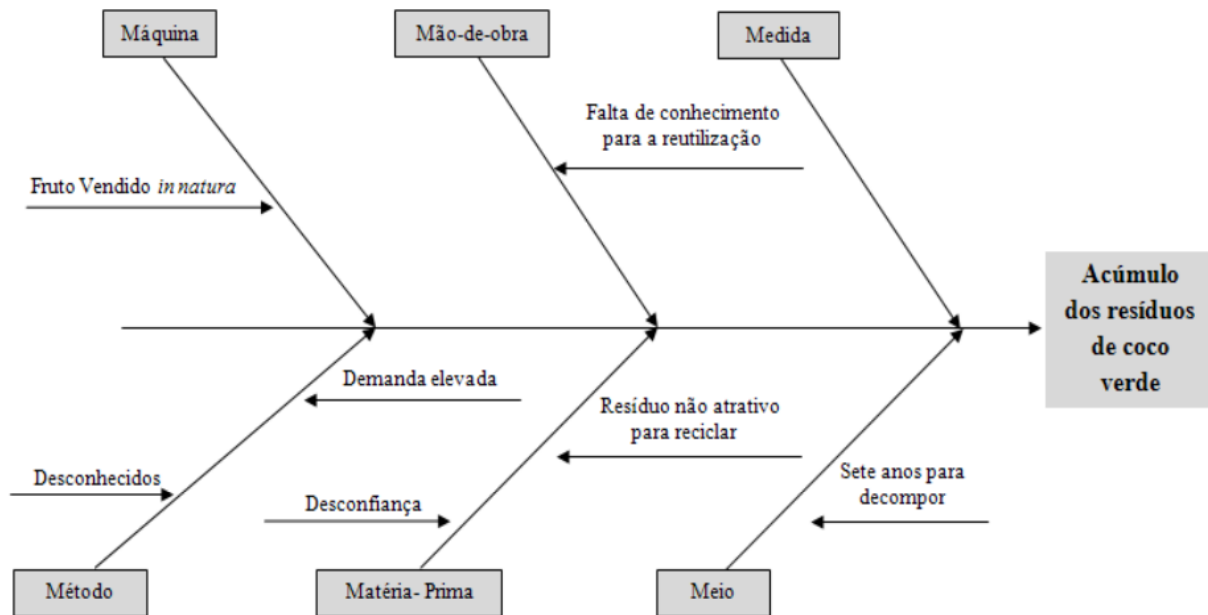 Máquina
Mão-de-obra
Medida
Falta de conhecimento
para a reutilização
Fruto Vendido in natura
Acúmulo
dos resíduos
de coco
verde
Demanda elevada
Resíduo não atrativo
para reciclar
Desconhecidos
Sete anos para
decompor
Desconfiança
Método
Matéria- Prima
Meio